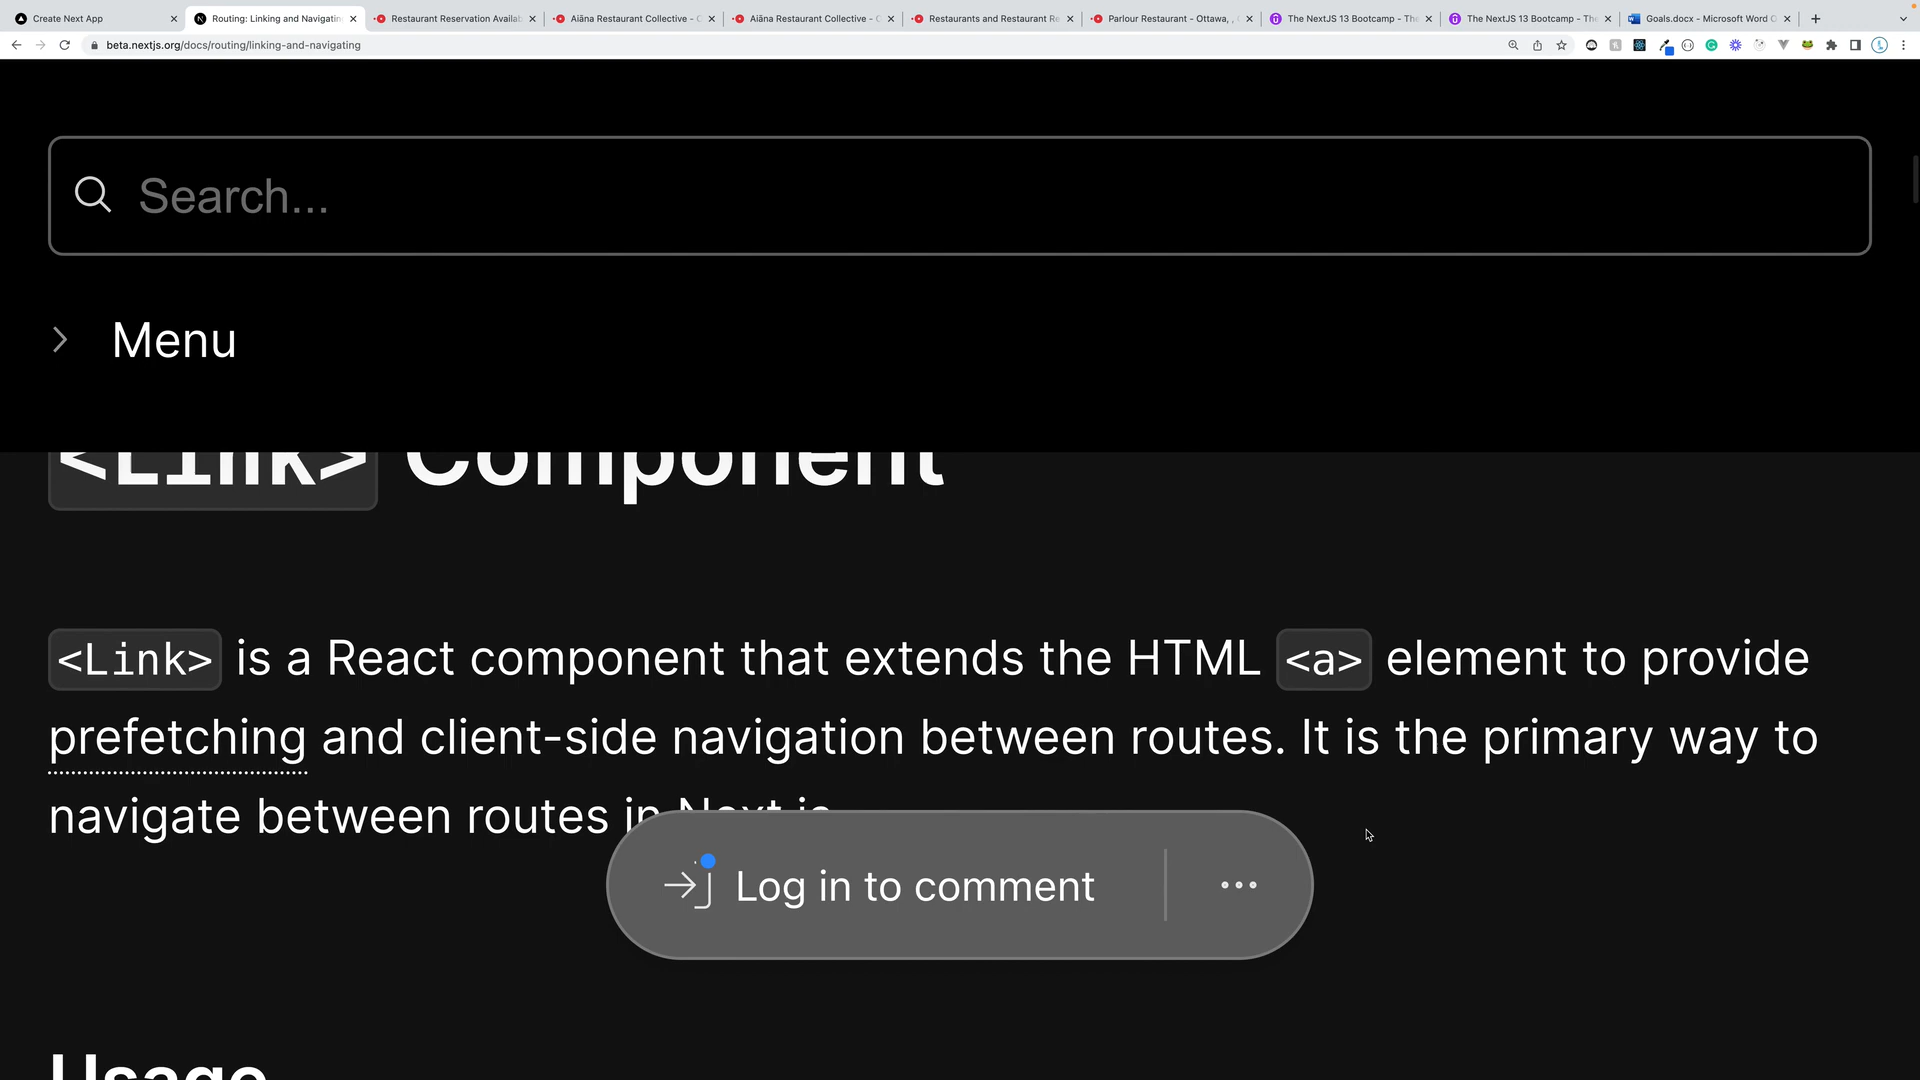 Create Next App
Routing: Linking and Navigatin
Restaurant Reservation Availab
Aiāna Restaurant Collective - C
Aiāna Restaurant Collective - C
Restaurants and Restaurant Re
Parlour Restaurant - Ottawa, ,
The NextJS 13 Bootcamp - The
The NextJS 13 Bootcamp - The
Goals.docx - Microsoft Word O
beta.nextjs.org/docs/routing/linking-and-navigating
Search...
Menu
<Link> Component
<Link> is a React component that extends the HTML <a> element to provide
prefetching and client-side navigation between routes. It is the primary way to
navigate between routes in Next.js.
Log in to comment
Usage